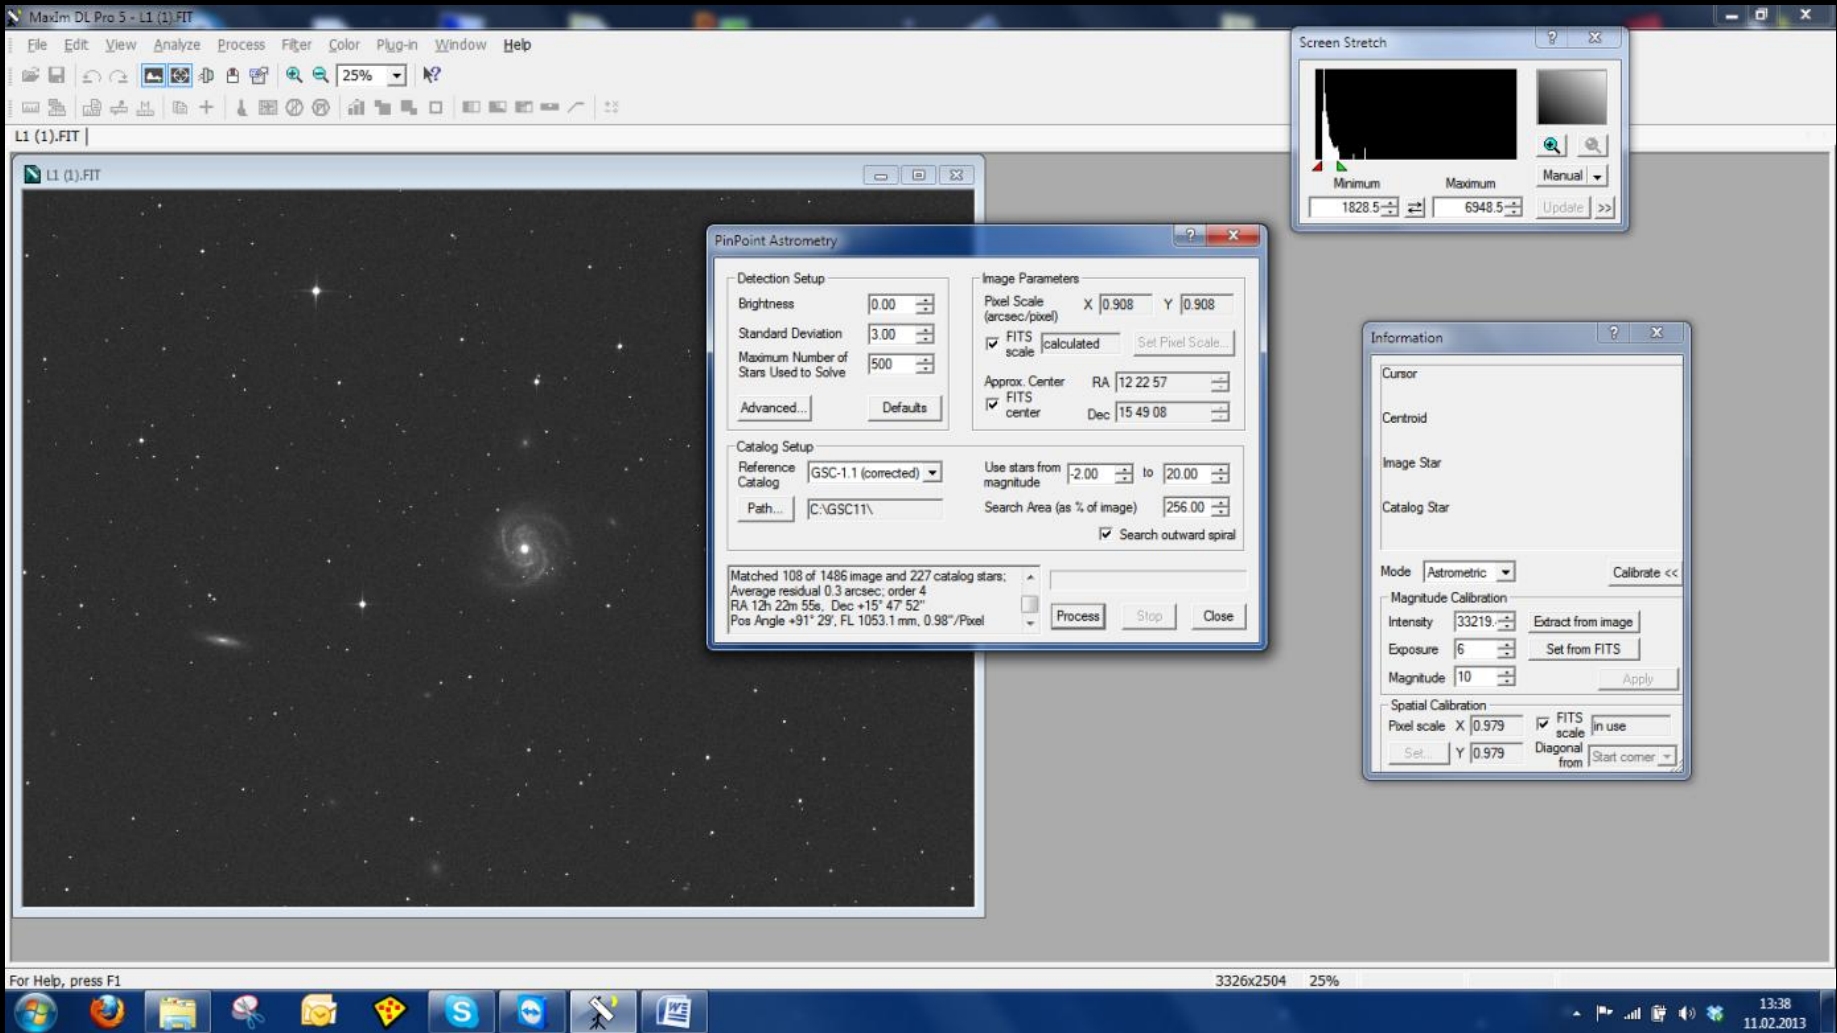 MaxIm DL Pro 5 - L1 (1).FIT
File Edit View Analyze Process Filter Color Plug-in Window Help
25%
L1 (1).FIT
L1 (1).FIT
Screen Stretch
Minimum Maximum
1828.5 6948.5
Manual
Update >>
PinPoint Astrometry
Detection Setup
Brightness 0.00
Standard Deviation 3.00
Maximum Number of
Stars Used to Solve 500
Advanced... Defaults
Image Parameters
Pixel Scale
(arcsec/pixel) X 0.908 Y 0.908
FITS
scale calculated Set Pixel Scale...
Approx. Center RA 12 22 57
FITS
center Dec 15 49 08
Catalog Setup
Reference
Catalog GSC-1.1 (corrected)
Path... C:\GSC11\
Use stars from
magnitude -2.00 to 20.00
Search Area (as % of image) 256.00
Search outward spiral
Matched 108 of 1486 image and 227 catalog stars;
Average residual 0.3 arcsec; order 4
RA 12h 22m 55s, Dec +15° 47' 52"
Pos Angle +91° 29', FL 1053.1 mm, 0.98"/Pixel
Process Stop Close
Information
Cursor
Centroid
Image Star
Catalog Star
Mode Astrometric Calibrate <<
Magnitude Calibration
Intensity 33219. Extract from image
Exposure 6 Set from FITS
Magnitude 10 Apply
Spatial Calibration
Pixel scale X 0.979 FITS
scale in use
Set... Y 0.979 Diagonal
from Start corner
For Help, press F1
3326x2504 25%
13:38
11.02.2013